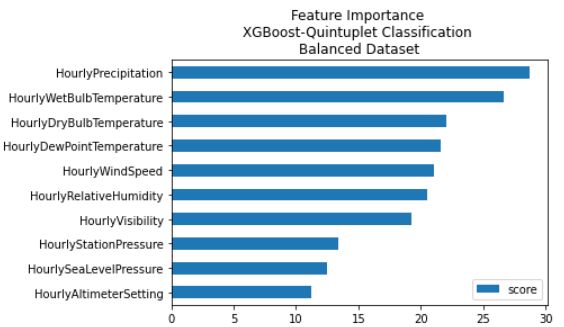 Feature Importance
XGBoost-Quintuplet Classification
Balanced Dataset
HourlyPrecipitation
HourlyWetBulbTemperature
HourlyDryBulbTemperature
HourlyDewPointTemperature
HourlyWindSpeed
HourlyRelativeHumidity
HourlyVisibility
HourlyStationPressure
HourlySeaLevelPressure
HourlyAltimeterSetting
score
0 5 10 15 20 25 30